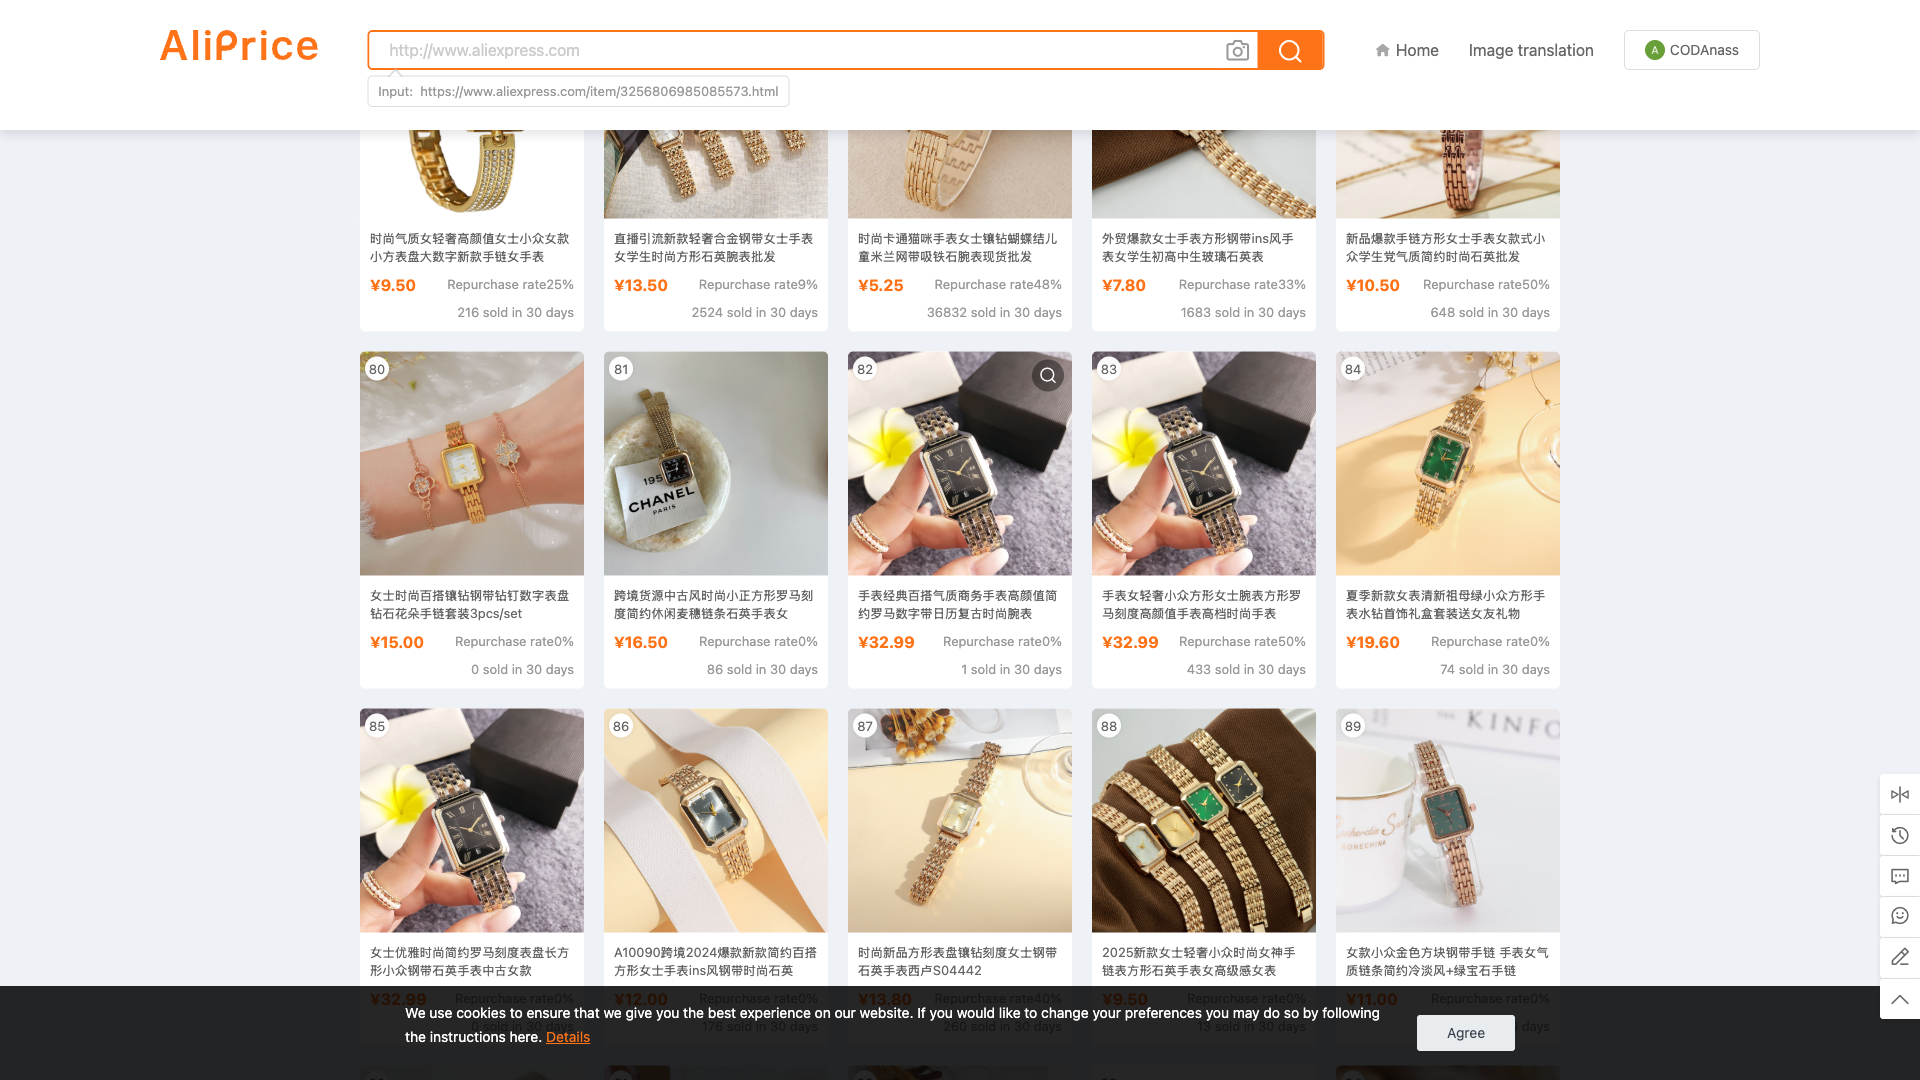 AliPrice
http://www.aliexpress.com
Home
Image translation
A
CODAnass
Input: https://www.aliexpress.com/item/3256806985085573.html
时尚气质女轻奢高颜值女士小众女款
小方表盘大数字新款手链女手表
¥9.50
Repurchase rate25%
216 sold in 30 days
直播引流新款轻奢合金钢带女士手表
女学生时尚方形石英腕表批发
¥13.50
Repurchase rate9%
2524 sold in 30 days
时尚卡通猫咪手表女士镶钻蝴蝶结儿
童米兰网带吸铁石腕表现货批发
¥5.25
Repurchase rate48%
36832 sold in 30 days
外贸爆款女士手表方形钢带ins风手
表女学生初高中生玻璃石英表
¥7.80
Repurchase rate33%
1683 sold in 30 days
新品爆款手链方形女士手表女款式小
众学生党气质简约时尚石英批发
¥10.50
Repurchase rate50%
648 sold in 30 days
80
女士时尚百搭镶钻钢带钻钉数字表盘
钻石花朵手链套装3pcs/set
¥15.00
Repurchase rate0%
0 sold in 30 days
81
195
CHANEL
PARIS
跨境货源中古风时尚小正方形罗马刻
度简约休闲麦穗链条石英手表女
¥16.50
Repurchase rate0%
86 sold in 30 days
82
手表经典百搭气质商务手表高颜值简
约罗马数字带日历复古时尚腕表
¥32.99
Repurchase rate0%
1 sold in 30 days
83
手表女轻奢小众方形女士腕表方形罗
马刻度高颜值手表高档时尚手表
¥32.99
Repurchase rate50%
433 sold in 30 days
84
夏季新款女表清新祖母绿小众方形手
表水钻首饰礼盒套装送女友礼物
¥19.60
Repurchase rate0%
74 sold in 30 days
85
女士优雅时尚简约罗马刻度表盘长方
形小众钢带石英手表中古女款
¥32.99
Repurchase rate0%
0 sold in 30 days
86
A10090跨境2024爆款新款简约百搭
方形女士手表ins风钢带时尚石英
¥12.00
Repurchase rate0%
176 sold in 30 days
87
时尚新品方形表盘镶钻刻度女士钢带
石英手表西卢S04442
¥13.80
Repurchase rate40%
260 sold in 30 days
88
2025新款女士轻奢小众时尚女神手
链表方形石英手表女高级感女表
¥9.50
Repurchase rate0%
13 sold in 30 days
89
KINFO
BONECHINA
女款小众金色方块钢带手链 手表女气
质链条简约冷淡风+绿宝石手链
¥11.00
Repurchase rate0%
days
We use cookies to ensure that we give you the best experience on our website. If you would like to change your preferences you may do so by following
the instructions here. Details
Agree